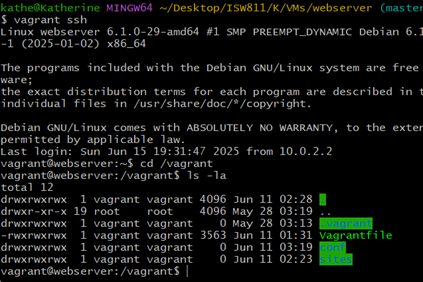 kathe@Katherine MINGW64 ~/Desktop/ISW811/K/VMs/webserver (master
$ vagrant ssh
Linux webserver 6.1.0-29-amd64 #1 SMP PREEMPT_DYNAMIC Debian 6.1
-1 (2025-01-02) x86_64
The programs included with the Debian GNU/Linux system are free
ware;
the exact distribution terms for each program are described in t
individual files in /usr/share/doc/*/copyright.
Debian GNU/Linux comes with ABSOLUTELY NO WARRANTY, to the exten
permitted by applicable law.
Last login: Sun Jun 15 19:31:47 2025 from 10.0.2.2
vagrant@webserver:~$ cd /vagrant
vagrant@webserver:/vagrant$ ls -la
total 12
drwxrwxrwx 1 vagrant vagrant 4096 Jun 11 02:28 .
drwxr-xr-x 19 root root 4096 May 28 03:19 ..
drwxrwxrwx 1 vagrant vagrant 0 May 28 03:13 .vagrant
-rwxrwxrwx 1 vagrant vagrant 3563 Jun 11 01:31 Vagrantfile
drwxrwxrwx 1 vagrant vagrant 0 Jun 11 03:19 conf
drwxrwxrwx 1 vagrant vagrant 0 Jun 11 02:23 sites
vagrant@webserver:/vagrant$